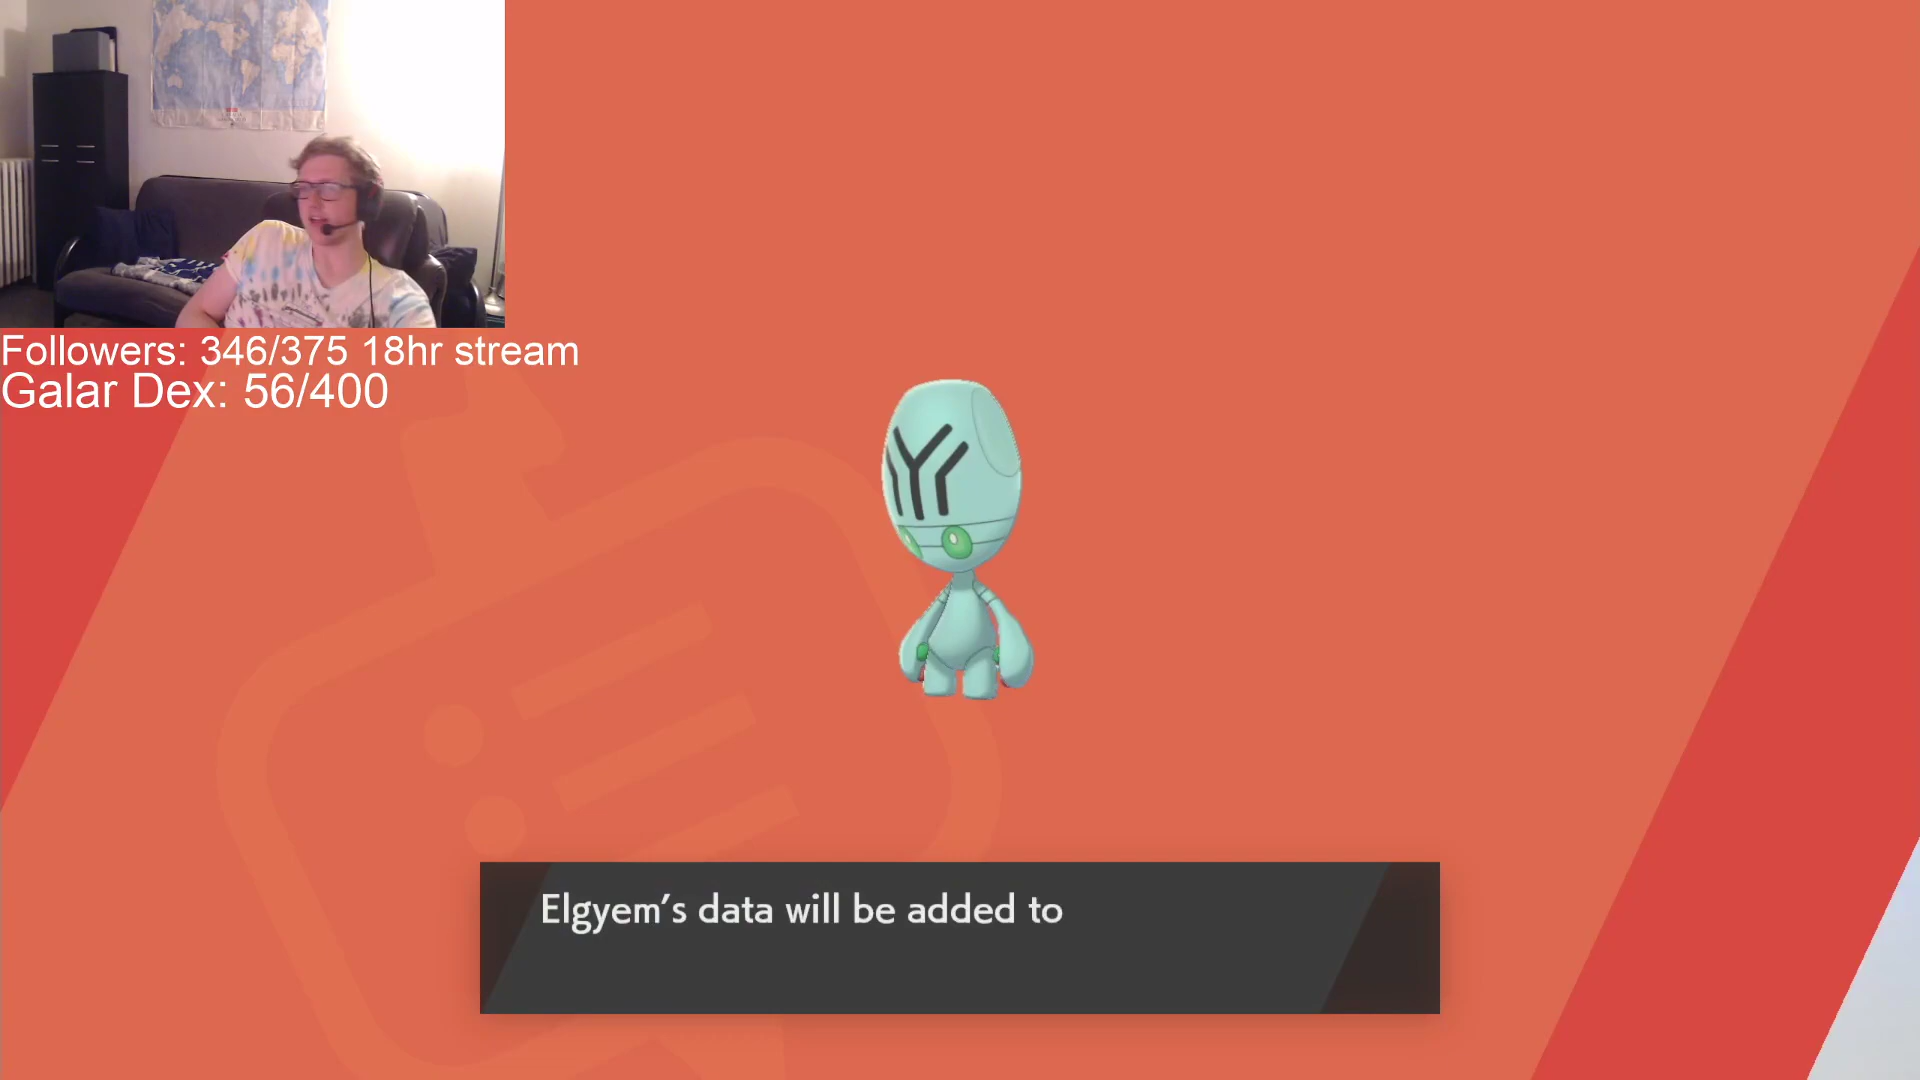 Followers: 346/375 18hr stream
Galar Dex: 56/400
Elgyem's data will be added to